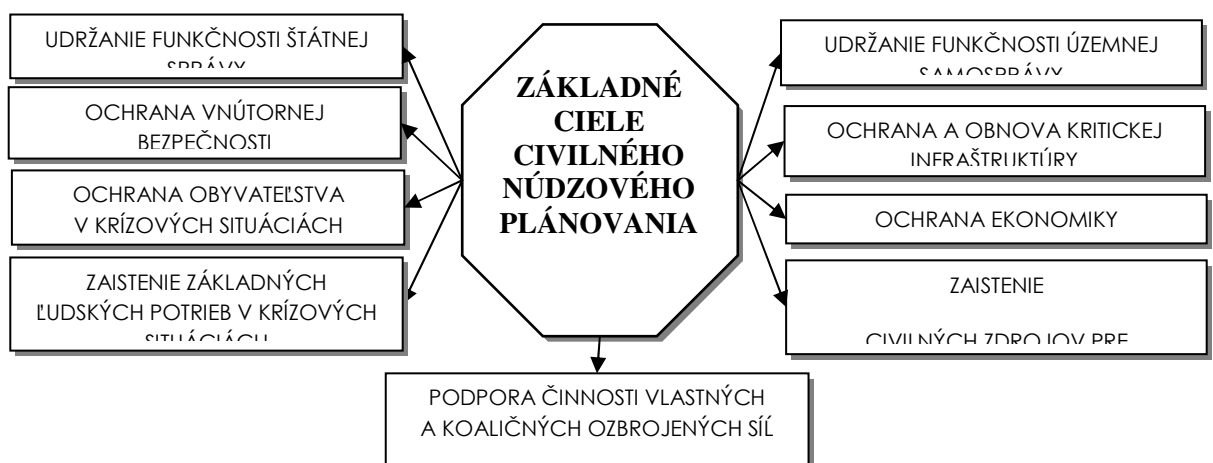 UDRŽANIE FUNKČNOSTI ŠTÁTNEJ
SPRÁVY
OCHRANA VNÚTORNEJ
BEZPEČNOSTI
OCHRANA OBYVATEĽSTVA
V KRÍZOVÝCH SITUÁCIÁCH
ZAISTENIE ZÁKLADNÝCH
ĽUDSKÝCH POTRIEB V KRÍZOVÝCH
SITUÁCIÁCH
ZÁKLADNÉ
CIELE
CIVILNÉHO
NÚDZOVÉHO
PLÁNOVANIA
UDRŽANIE FUNKČNOSTI ÚZEMNEJ
SAMOSPRÁVY
OCHRANA A OBNOVA KRITICKEJ
INFRAŠTRUKTÚRY
OCHRANA EKONOMIKY
ZAISTENIE
CIVILNÝCH ZDROJOV PRE
PODPORA ČINNOSTI VLASTNÝCH
A KOALIČNÝCH OZBROJENÝCH SÍĹ